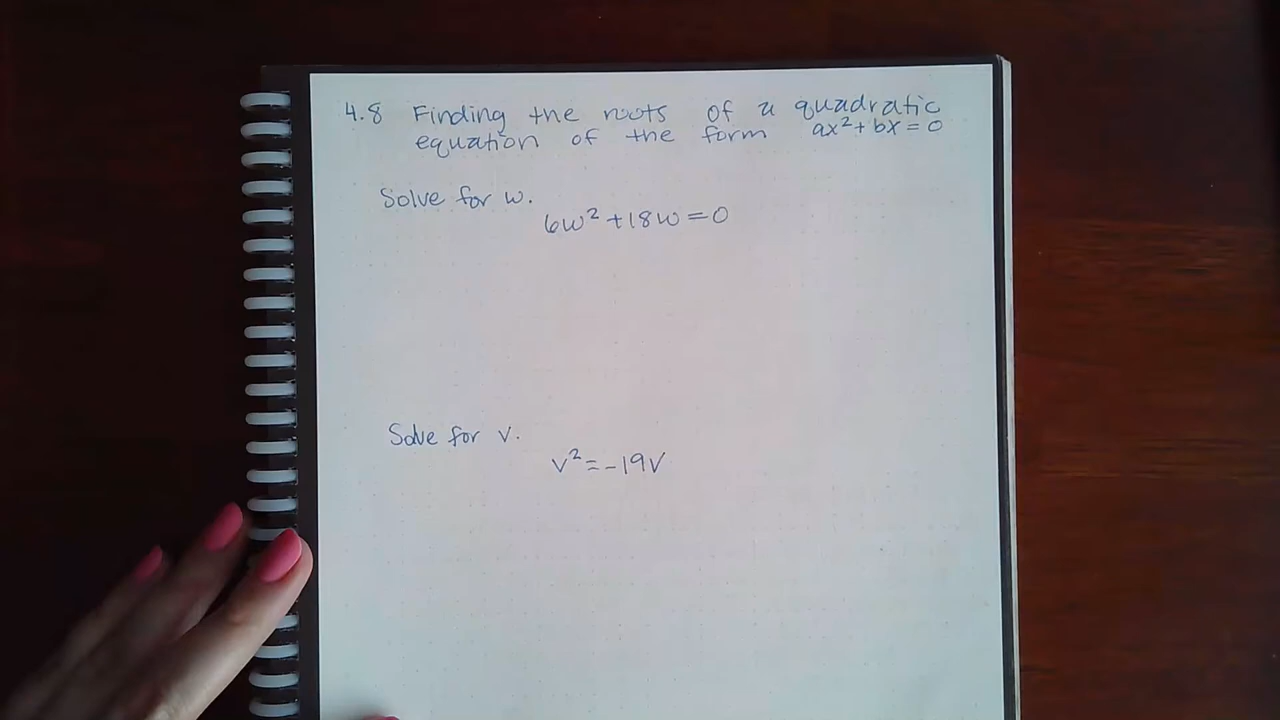 4.8 Finding the roots of a quadratic
equation of the form ax²+bx=0
Solve for w.
6w²+18w=0
Solve for v.
v²=-19v